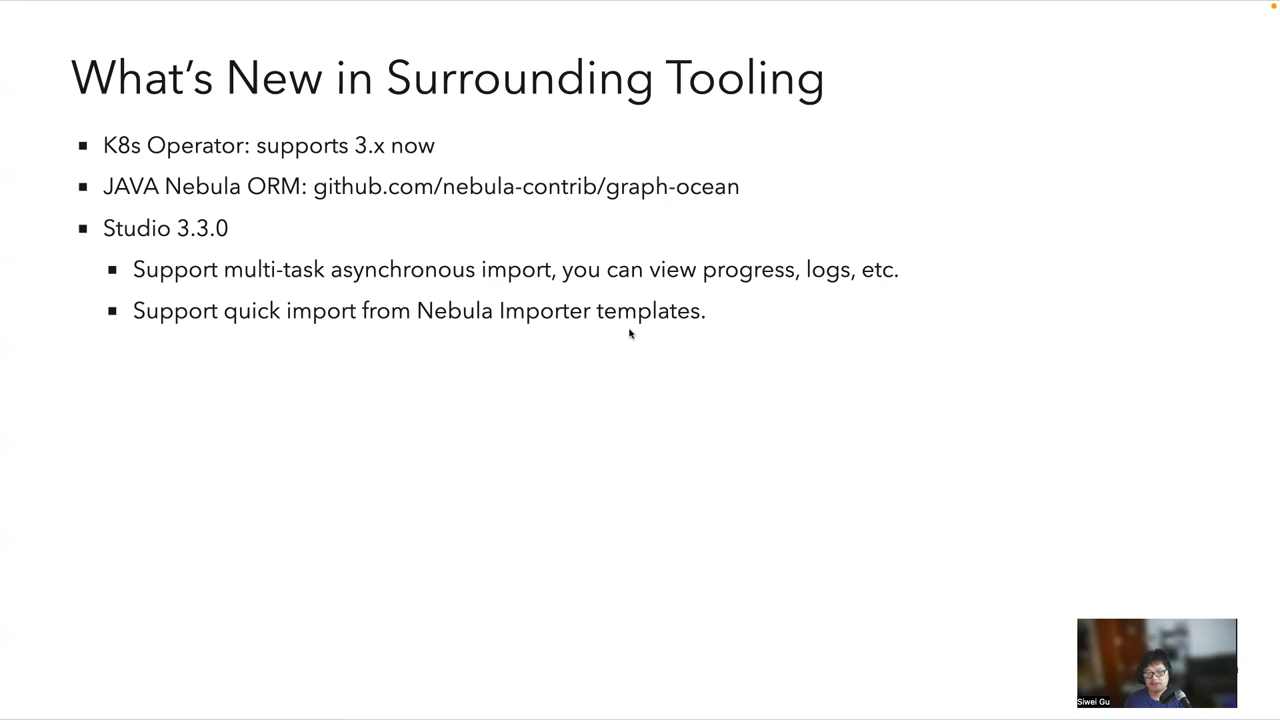 What’s New in Surrounding Tooling
K8s Operator: supports 3.x now
JAVA Nebula ORM: github.com/nebula-contrib/graph-ocean
Studio 3.3.0
Support multi-task asynchronous import, you can view progress, logs, etc.
Support quick import from Nebula Importer templates.
Siwei Gu